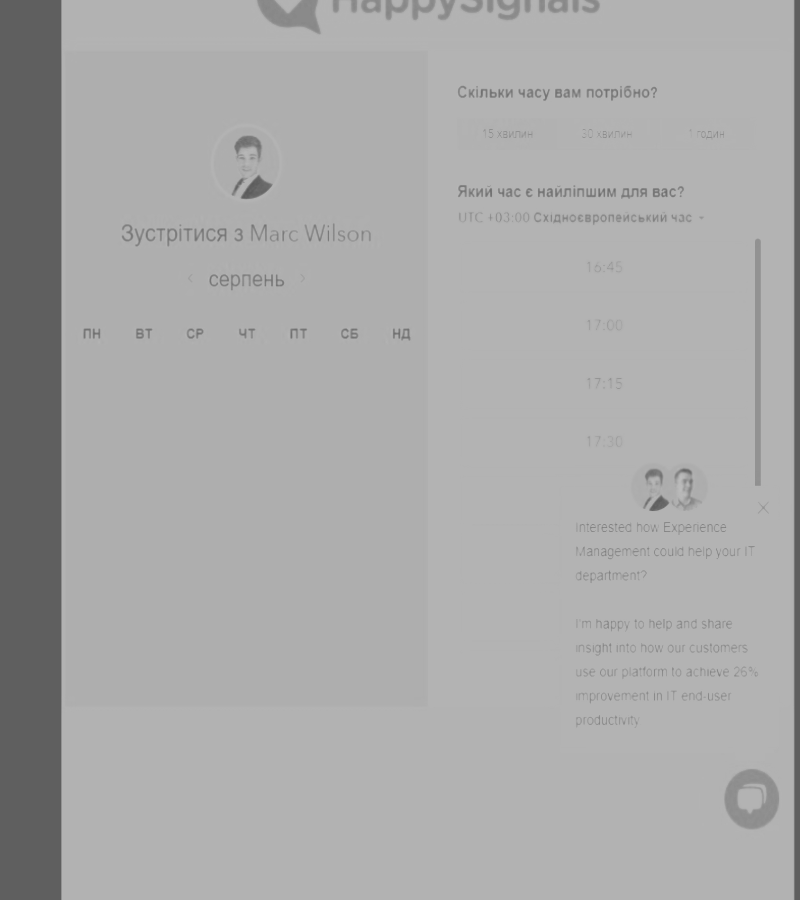 HappySignals
Зустрітися з Marc Wilson
серпень
ПН ВТ СР ЧТ ПТ СБ НД
Скільки часу вам потрібно?
15 хвилин 30 хвилин 1 годин
Який час є найліпшим для вас?
UTC +03:00 Східноєвропейський час
16:45
17:00
17:15
17:30
Interested how Experience
Management could help your IT
department?
I'm happy to help and share
insight into how our customers
use our platform to achieve 26%
improvement in IT end-user
productivity